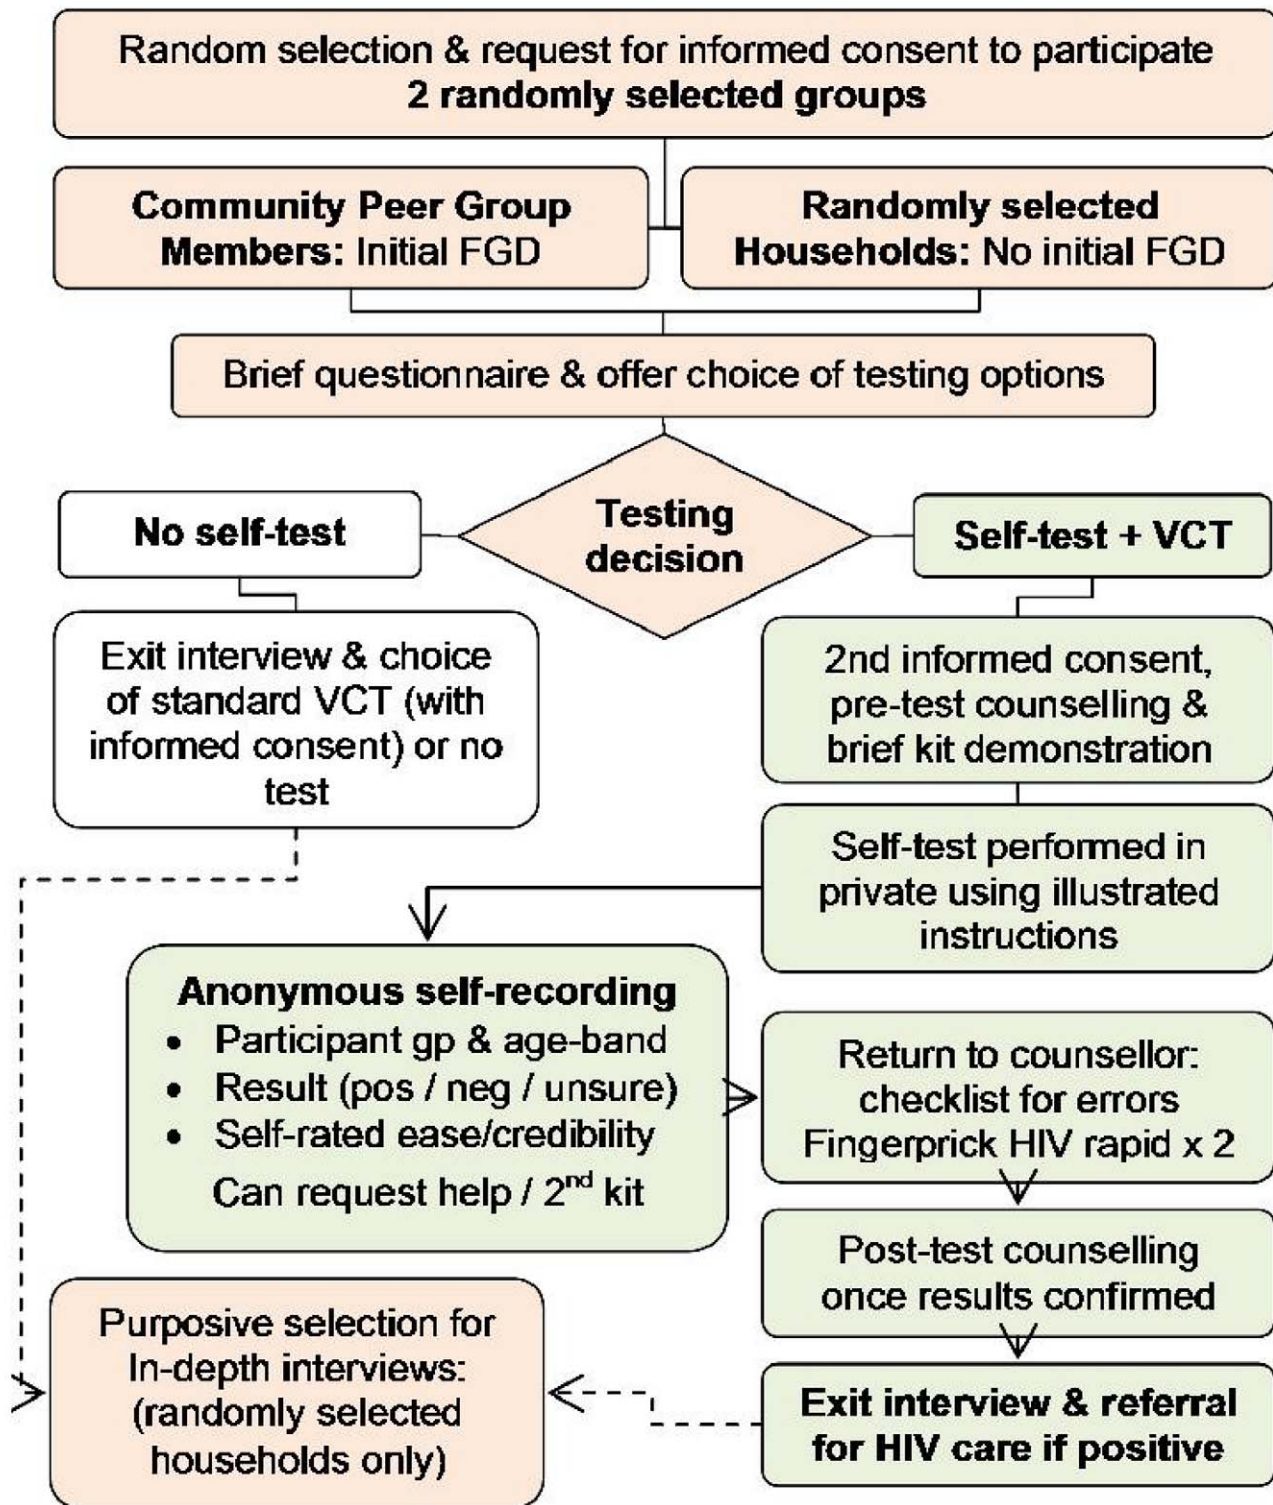 Random selection & request for informed consent to participate
2 randomly selected groups
Community Peer Group
Members: Initial FGD
Randomly selected
Households: No initial FGD
Brief questionnaire & offer choice of testing options
Testing
decision
No self-test
Self-test + VCT
Exit interview & choice
of standard VCT (with
informed consent) or no
test
2nd informed consent,
pre-test counselling &
brief kit demonstration
Self-test performed in
private using illustrated
instructions
Anonymous self-recording
• Participant gp & age-band
• Result (pos / neg / unsure)
• Self-rated ease/credibility
Can request help / 2nd kit
Return to counsellor:
checklist for errors
Fingerprick HIV rapid x 2
Post-test counselling
once results confirmed
Exit interview & referral
for HIV care if positive
Purposive selection for
In-depth interviews:
(randomly selected
households only)